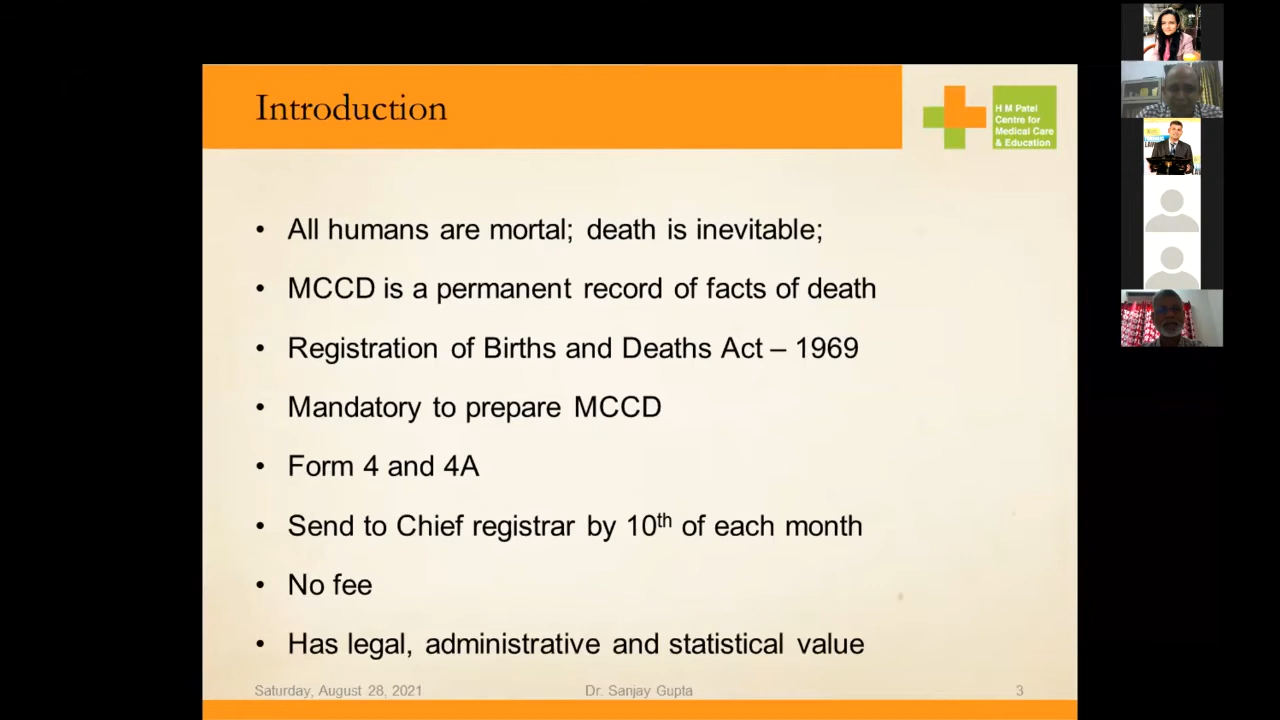 Introduction
H M Patel
Centre for
Medical Care
& Education
• All humans are mortal; death is inevitable;
• MCCD is a permanent record of facts of death
• Registration of Births and Deaths Act – 1969
• Mandatory to prepare MCCD
• Form 4 and 4A
• Send to Chief registrar by 10th of each month
• No fee
• Has legal, administrative and statistical value
Saturday, August 28, 2021 Dr. Sanjay Gupta 3